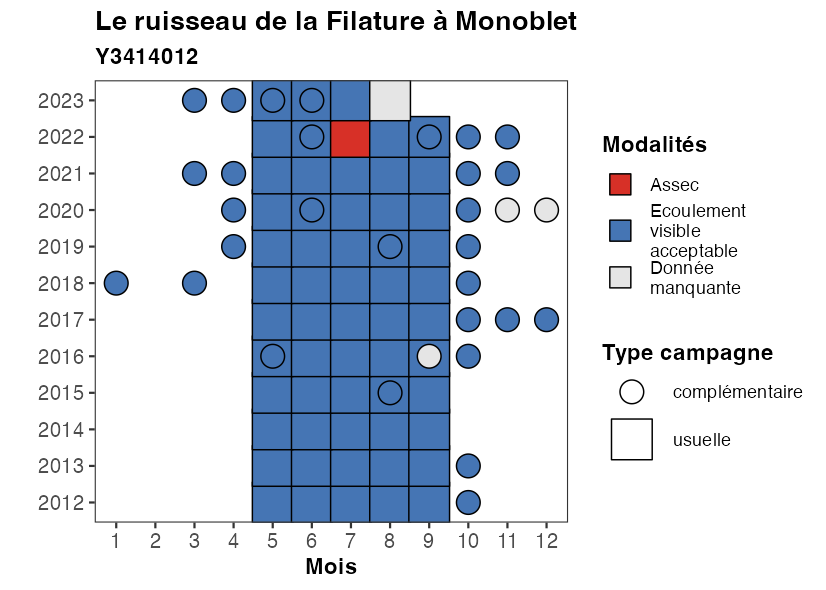 Le ruisseau de la Filature à Monoblet
Y3414012
2023
2022
2021
2020
2019
2018
2017
2016
2015
2014
2013
2012
1 2 3 4 5 6 7 8 9 10 11 12
Mois
Modalités
Assec
Ecoulement
visible
acceptable
Donnée
manquante
Type campagne
complémentaire
usuelle